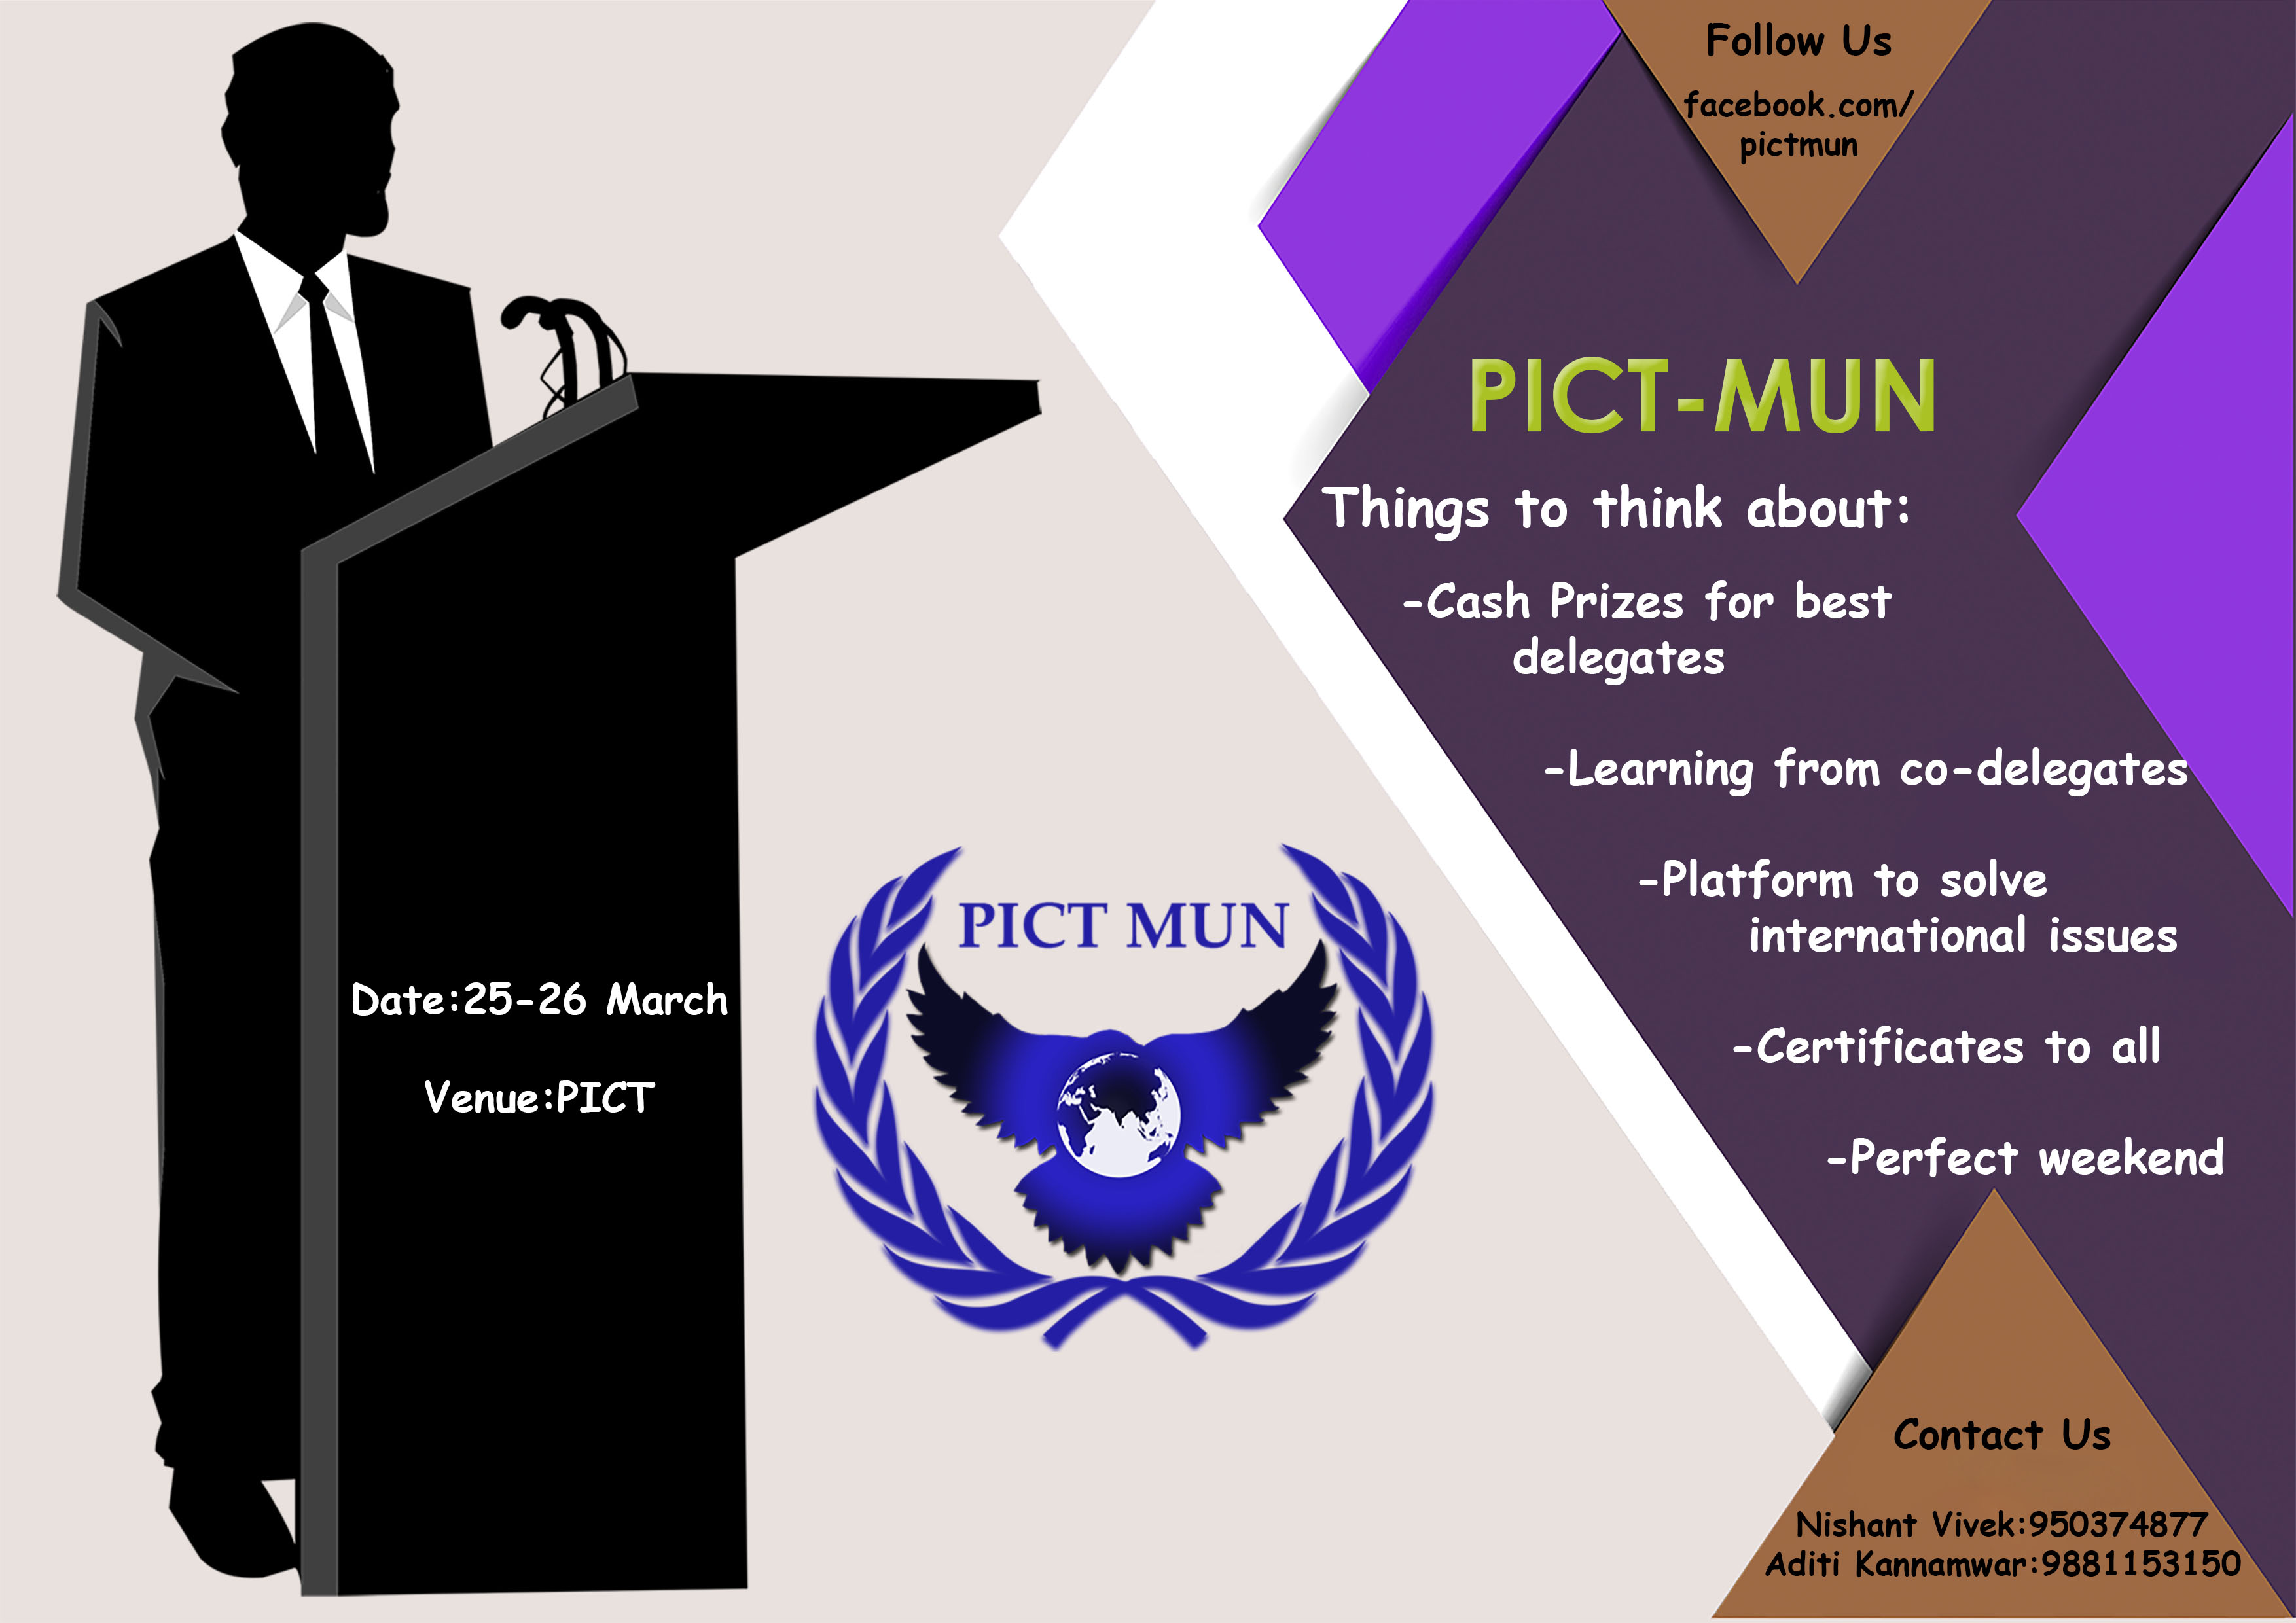 Follow Us
facebook.com/
pictmun
PICT-MUN
Things to think about:
-Cash Prizes for best
delegates
-Learning from co-delegates
-Platform to solve
international issues
-Certificates to all
-Perfect weekend
Date:25-26 March
Venue:PICT
PICT MUN
Contact Us
Nishant Vivek:950374877
Aditi Kannamwar:9881153150